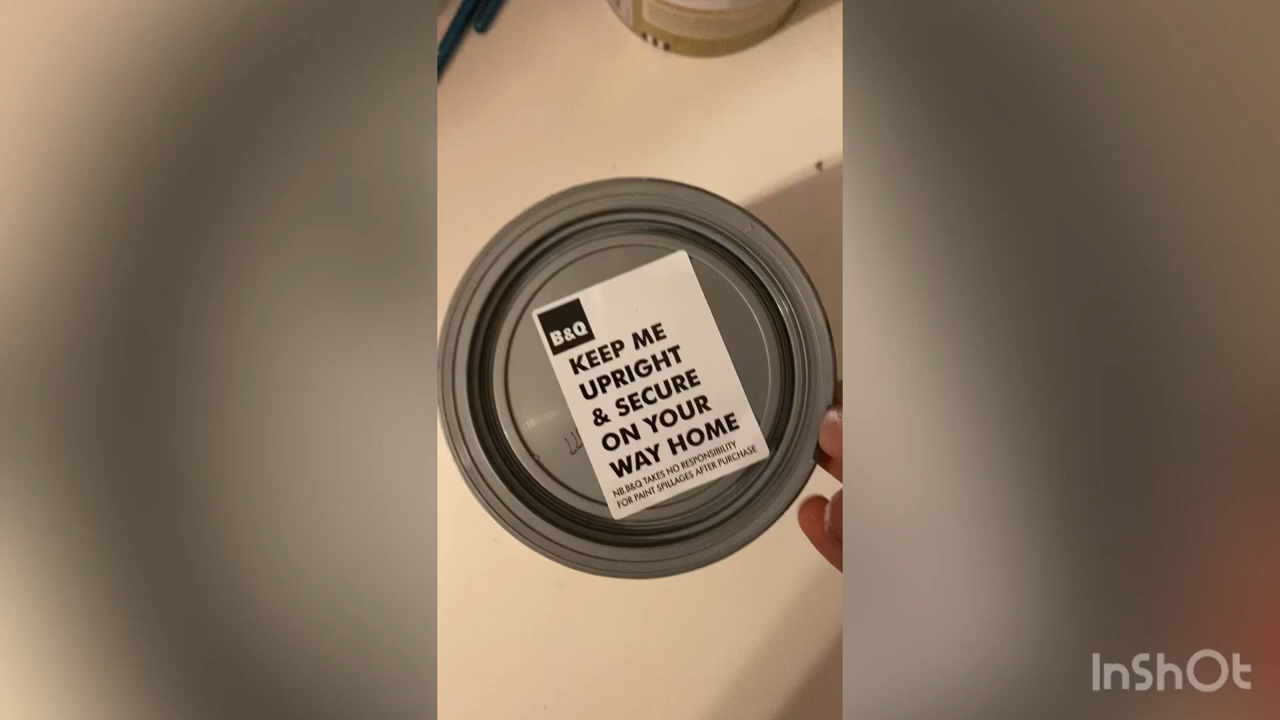 B&Q
KEEP ME
UPRIGHT
& SECURE
ON YOUR
WAY HOME
NB.B&Q TAKES NO RESPONSIBILITY
FOR PAINT SPILLAGES AFTER PURCHASE
InShOt